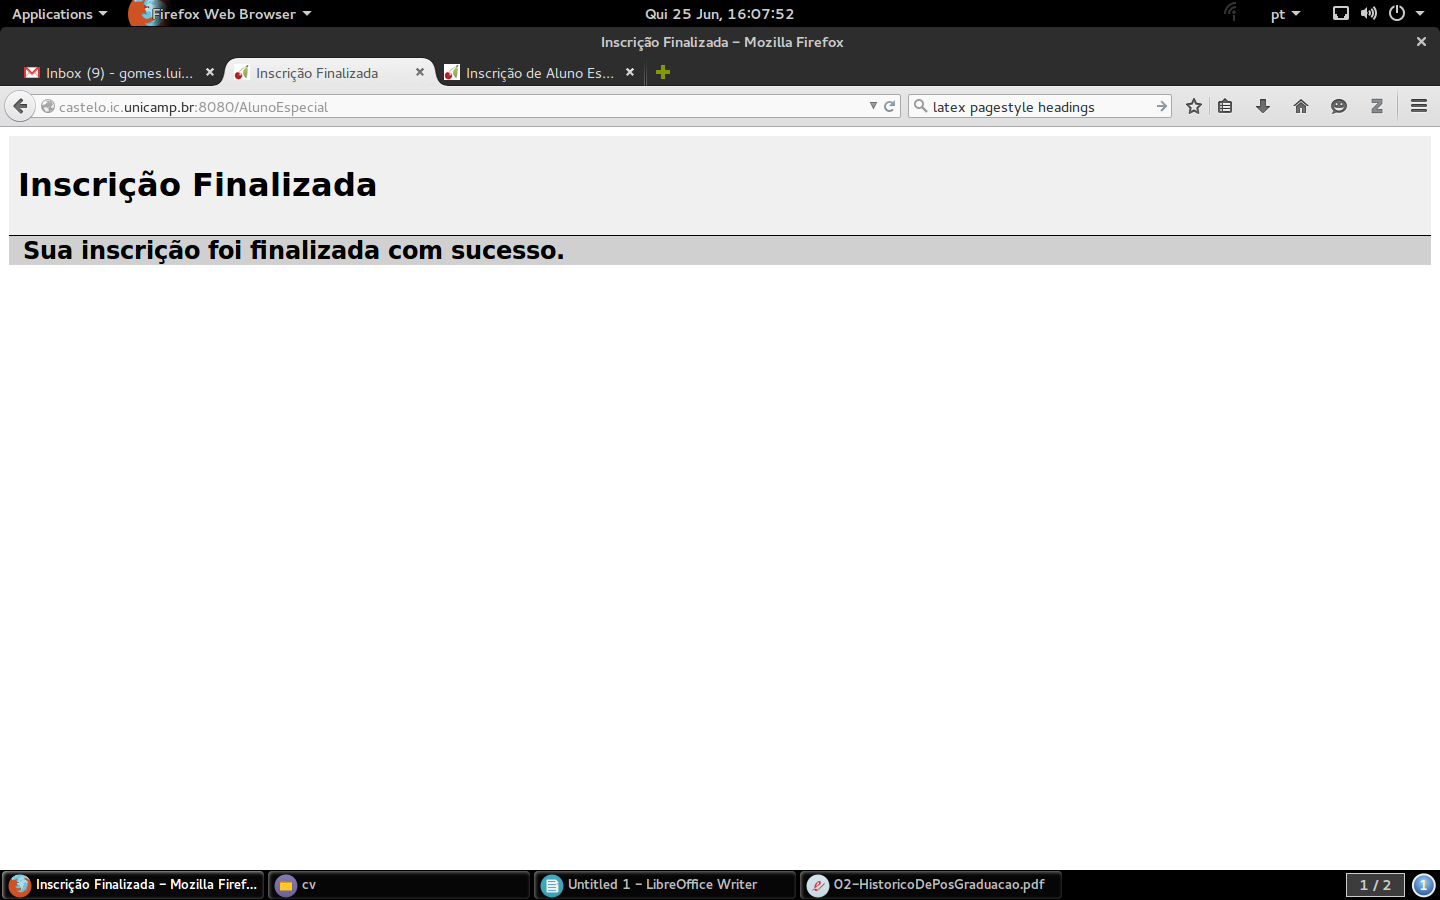 Applications Firefox Web Browser Qui 25 Jun, 16:07:52 pt
Inscrição Finalizada - Mozilla Firefox
Inbox (9) - gomes.lui... Inscrição Finalizada Inscrição de Aluno Es...
castelo.ic.unicamp.br:8080/AlunoEspecial latex pagestyle headings
Inscrição Finalizada
Sua inscrição foi finalizada com sucesso.
Inscrição Finalizada - Mozilla Firef... cv Untitled 1 - LibreOffice Writer 02-HistoricoDePosGraduacao.pdf 1 / 2 1